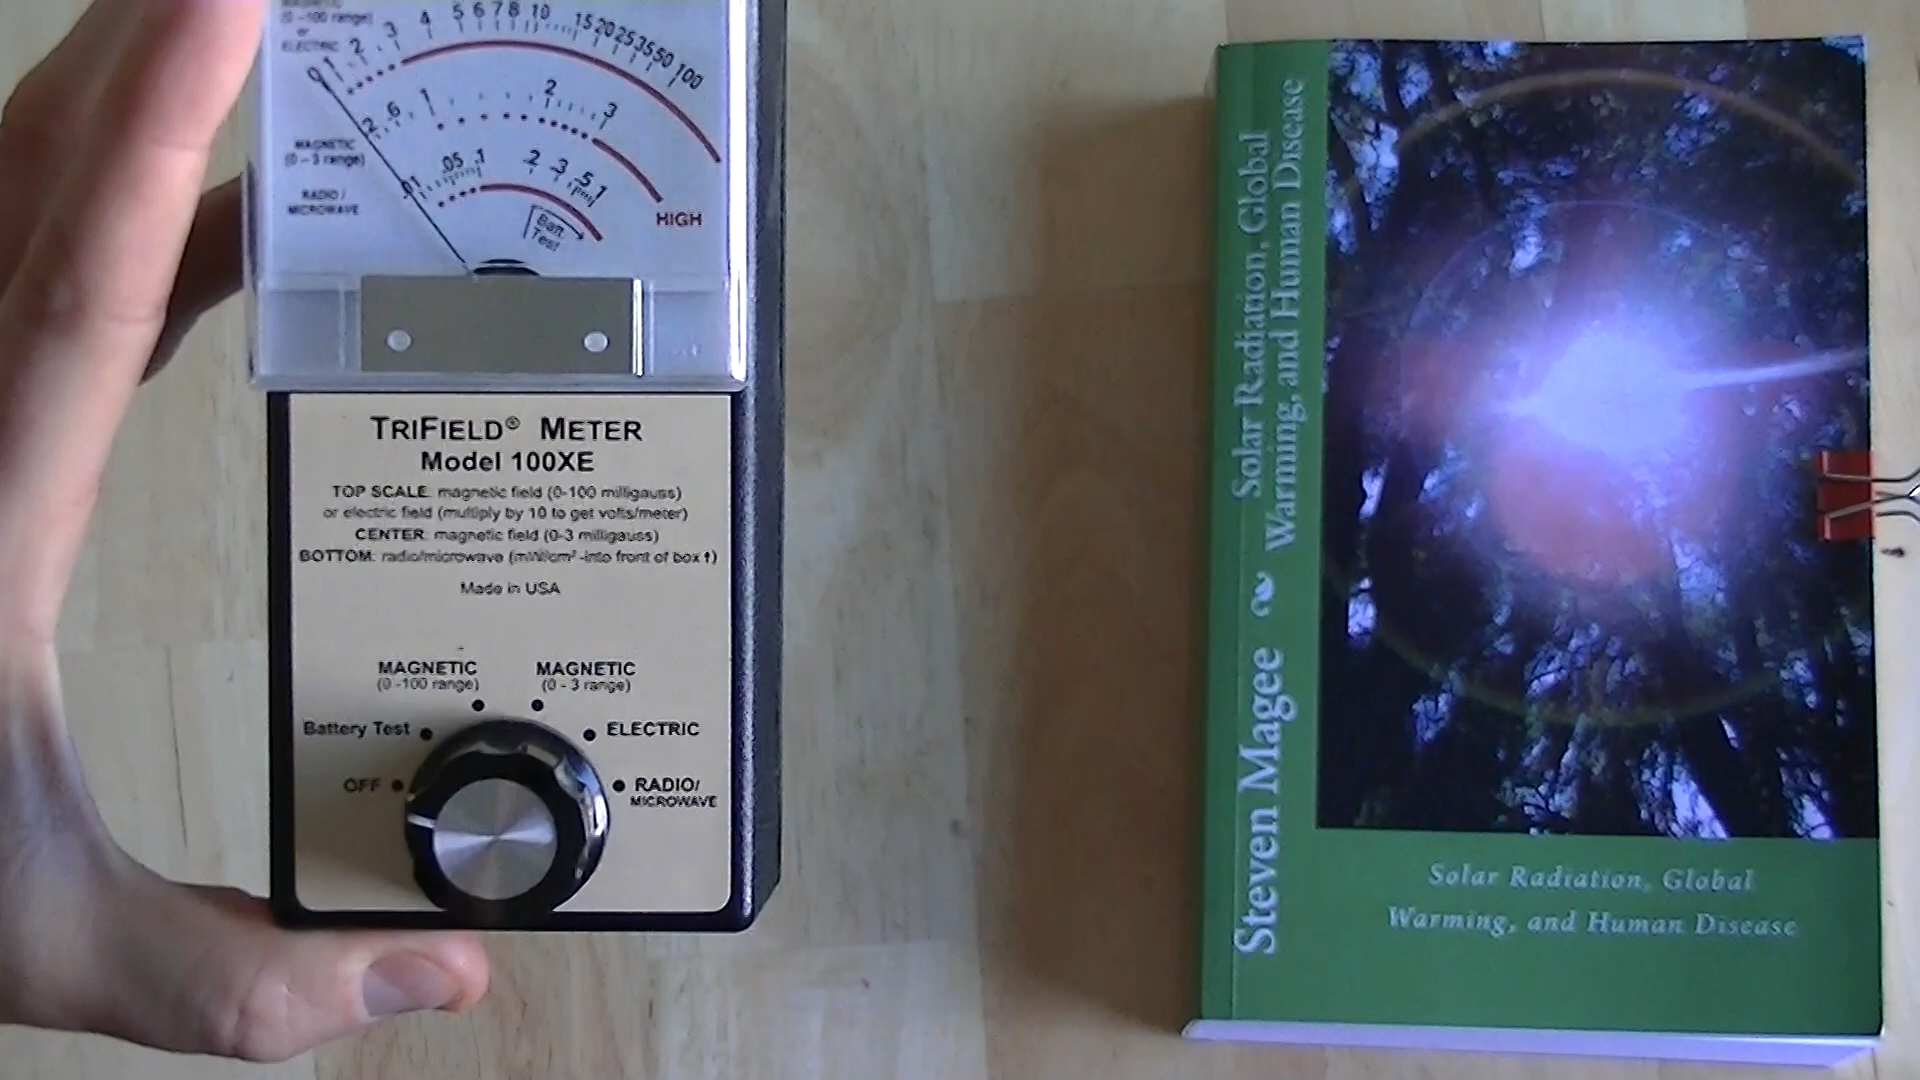 MAGNETIC
(0-100 range)
or
ELECTRIC
0 1 2 3 4 5 6 7 8 10 15 20 25 35 50 100
.2 .6 1 2 3
MAGNETIC
(0-3 range)
.01 .05 .1 .2 .3 .5 1
RADIO/
MICROWAVE
HIGH
Batt.
Test
TRIFIELD® METER
Model 100XE
TOP SCALE: magnetic field (0-100 milligauss)
or electric field (multiply by 10 to get volts/meter)
CENTER: magnetic field (0-3 milligauss)
BOTTOM: radio/microwave (mW/cm² -into front of box↑)
Made in USA
MAGNETIC
(0-100 range)
MAGNETIC
(0-3 range)
Battery Test
ELECTRIC
OFF
RADIO/
MICROWAVE
Steven Magee
Solar Radiation, Global
Warming, and Human Disease
Solar Radiation, Global
Warming, and Human Disease